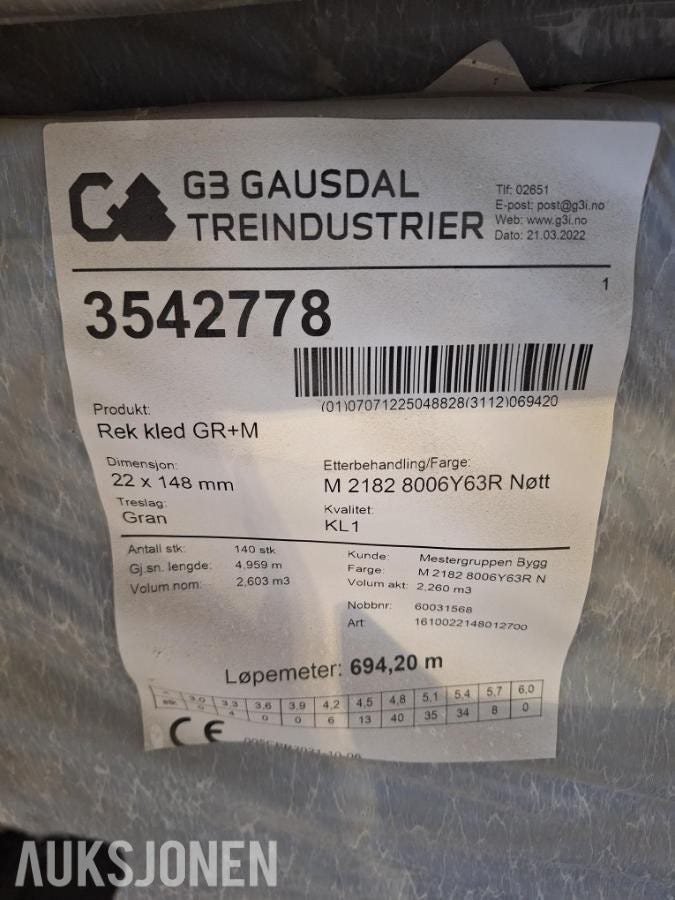 G3 GAUSDAL
TREINDUSTRIER
Tlf: 02651
E-post: post@g3i.no
Web: www.g3i.no
Dato: 21.03.2022
3542778
1
(01)07071225048828(3112)069420
Produkt:
Rek kled GR+M
Dimensjon:
22 x 148 mm
Etterbehandling/Farge:
M 2182 8006Y63R Nøtt
Treslag:
Gran
Kvalitet:
KL1
Antall stk: 140 stk
Gj.sn. lengde: 4,959 m
Volum nom: 2,603 m3
Kunde: Mestergruppen Bygg
Farge: M 2182 8006Y63R N
Volum akt: 2,260 m3
Nobbnr: 60031568
Art: 1610022148012700
Løpemeter: 694,20 m
~ 3,0 3,3 3,6 3,9 4,2 4,5 4,8 5,1 5,4 5,7 6,0
stk 0 4 0 0 6 13 40 35 34 8 0
CE
AUKSJONEN